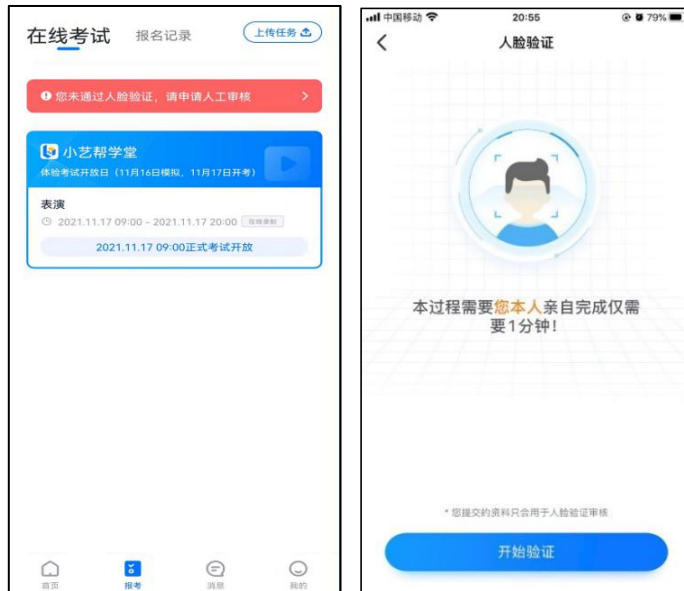 在线考试 报名记录 上传任务
您未通过人脸验证，请申请人工审核
小艺帮学堂
体验考试开放日（11月16日模拟，11月17日开考）
表演
2021.11.17 09:00 - 2021.11.17 20:00 在线录制
2021.11.17 09:00正式考试开放
首页 报考 消息 我的
中国移动 20:55 79%
人脸验证
本过程需要您本人亲自完成仅需
要1分钟！
* 您提交的资料只会用于人脸验证审核
开始验证